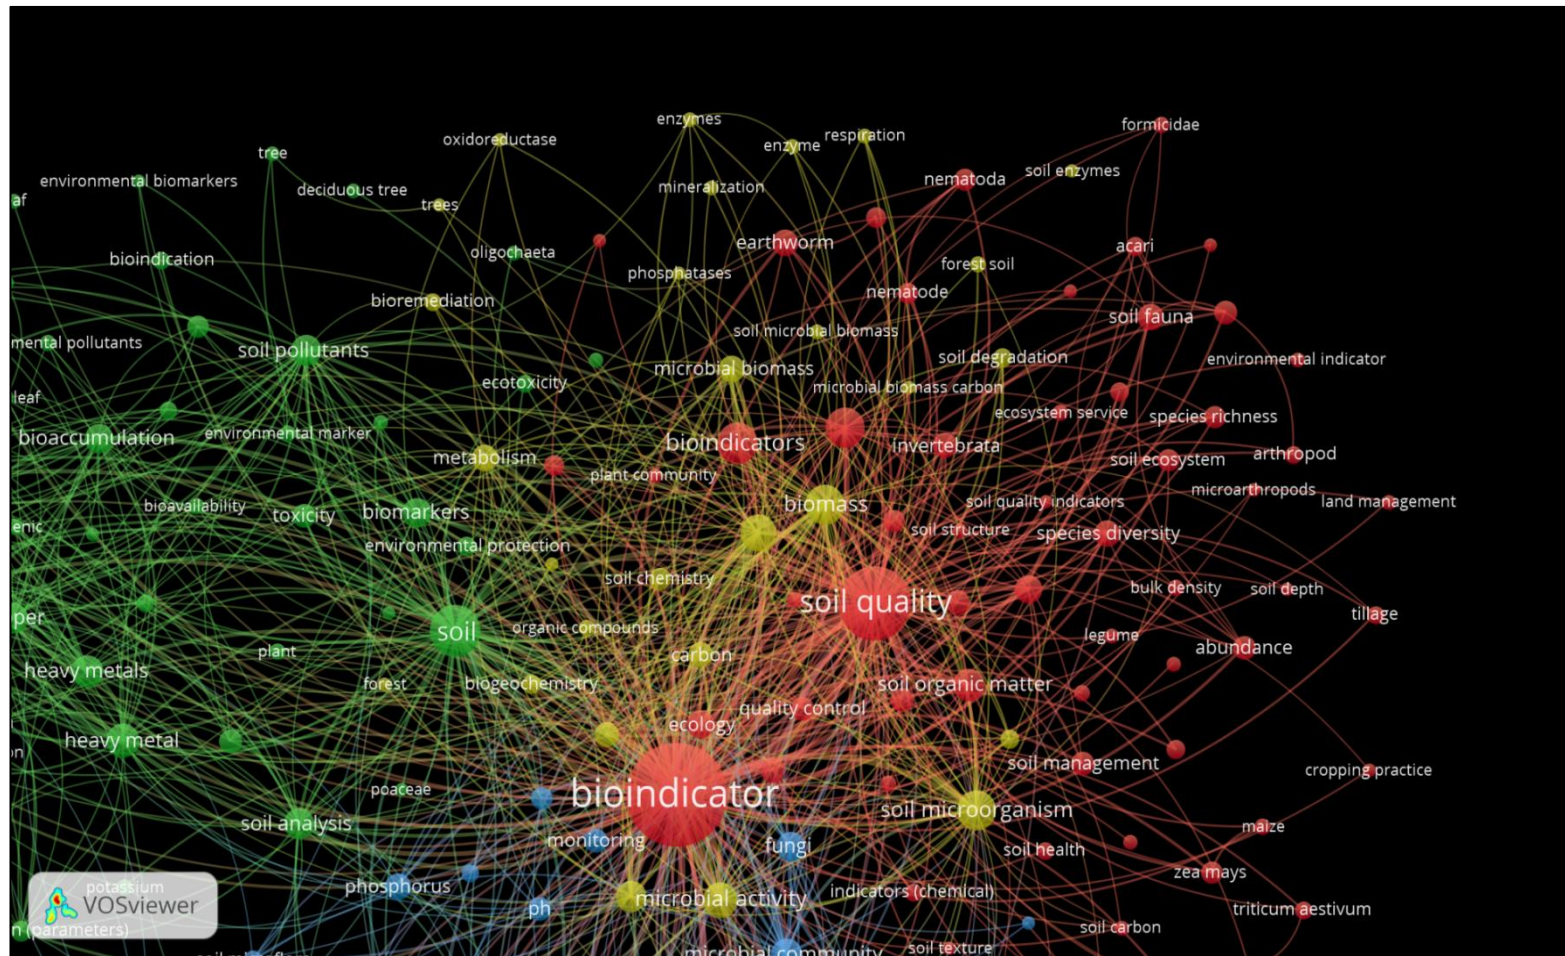 formicidae
enzymes
oxidoreductase
respiration
enzyme
tree
soil enzymes
nematoda
environmental biomarkers
deciduous tree
mineralization
af
trees
earthworm
acari
oligochaeta
bioindication
forest soil
phosphatases
nematode
bioremediation
soil fauna
soil microbial biomass
mental pollutants
soil pollutants
soil degradation
environmental indicator
microbial biomass
ecotoxicity
microbial biomass carbon
leaf
ecosystem service
species richness
environmental marker
bioaccumulation
bioindicators
invertebrata
arthropod
metabolism
soil ecosystem
plant community
microarthropods
land management
biomass
soil quality indicators
bioavailability
toxicity
biomarkers
enic
soil structure
species diversity
environmental protection
soil chemistry
bulk density
soil depth
soil quality
tillage
per
organic compounds
soil
legume
abundance
plant
carbon
heavy metals
forest
biogeochemistry
soil organic matter
quality control
ecology
heavy metal
on
soil management
cropping practice
poaceae
bioindicator
soil microorganism
soil analysis
maize
monitoring
fungi
soil health
zea mays
potassium
phosphorus
indicators (chemical)
microbial activity
VOSviewer
ph
triticum aestivum
n (parameters)
soil carbon
soil texture
microbial community